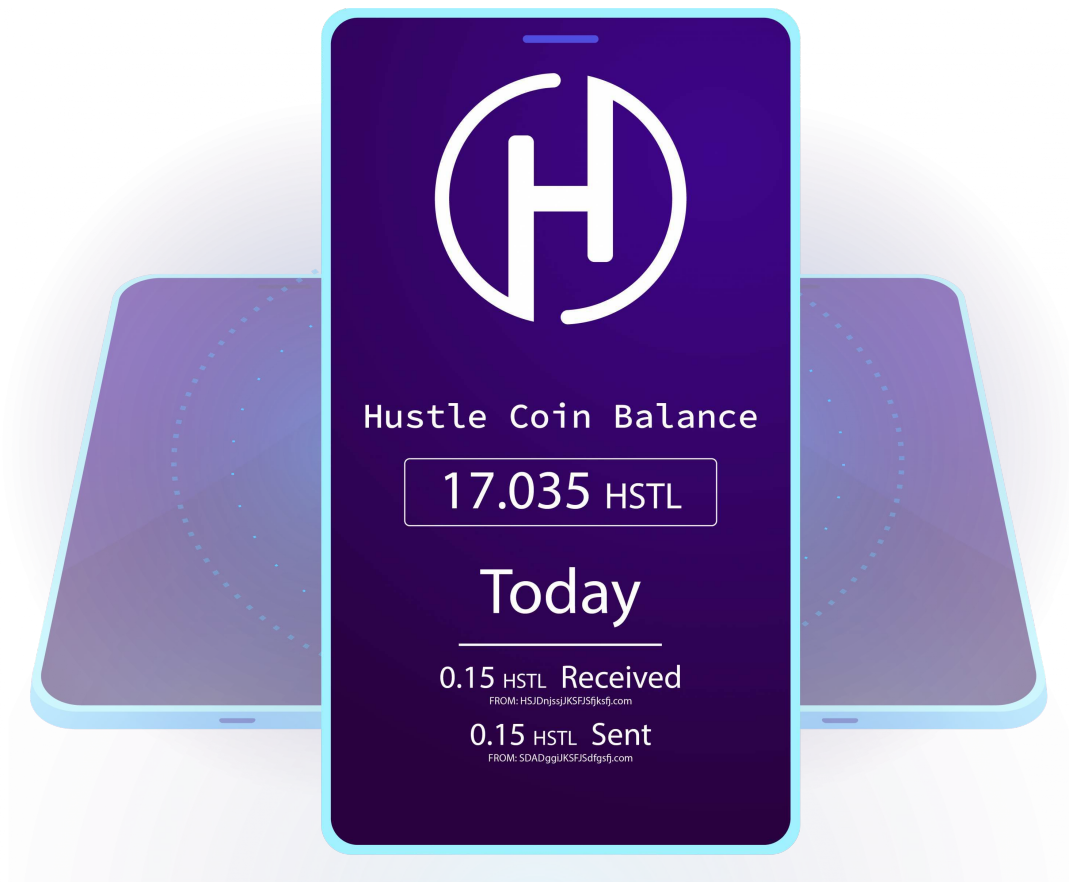 H
Hustle Coin Balance
17.035 HSTL
Today
0.15 HSTL Received
FROM: HSJDnjssjJKSFJSfjksfj.com
0.15 HSTL Sent
FROM: SDADggiJKSFJSdfgsfj.com